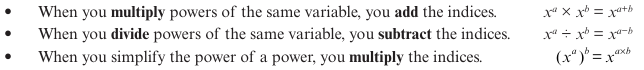 • When you multiply powers of the same variable, you add the indices. xᵃ × xᵇ = xᵃ⁺ᵇ
• When you divide powers of the same variable, you subtract the indices. xᵃ ÷ xᵇ = xᵃ⁻ᵇ
• When you simplify the power of a power, you multiply the indices. (xᵃ)ᵇ = xᵃ˟ᵇ